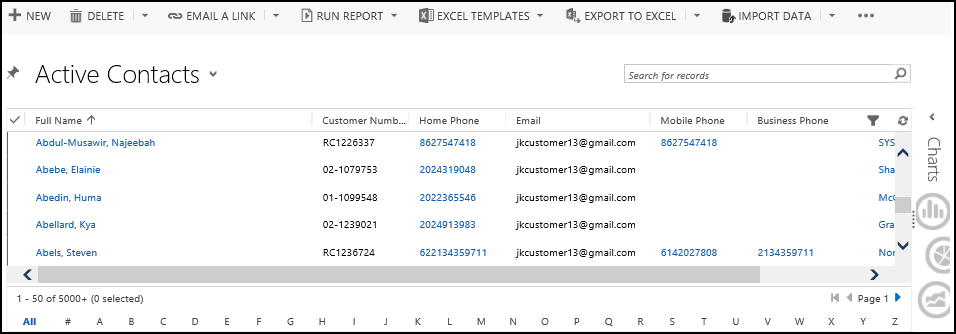 NEW DELETE EMAIL A LINK RUN REPORT EXCEL TEMPLATES EXPORT TO EXCEL IMPORT DATA
Active Contacts
Search for records
Full Name Customer Numb... Home Phone Email Mobile Phone Business Phone
Abdul-Musawir, Najeebah RC1226337 8627547418 jkcustomer13@gmail.com 8627547418 SYS
Abebe, Elainie 02-1079753 2024319048 jkcustomer13@gmail.com Sha
Abedin, Huma 01-1099548 2022365546 jkcustomer13@gmail.com McC
Abellard, Kya 02-1239021 2024913983 jkcustomer13@gmail.com Gra
Abels, Steven RC1236724 622134359711 jkcustomer13@gmail.com 6142027808 2134359711 Nor
Charts
1 - 50 of 5000+ (0 selected) Page 1
All # A B C D E F G H I J K L M N O P Q R S T U V W X Y Z